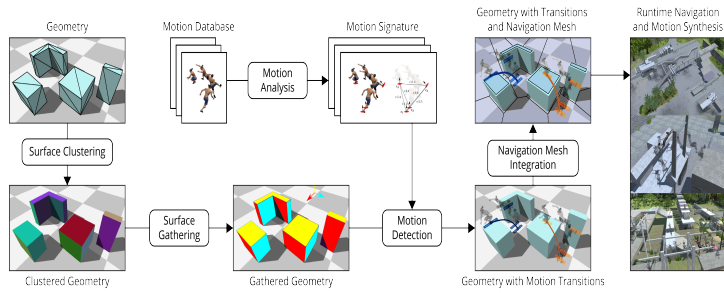 Geometry
Motion Database
Motion Signature
Geometry with Transitions
and Navigation Mesh
Runtime Navigation
and Motion Synthesis
Motion
Analysis
Surface Clustering
Navigation Mesh
Integration
Surface
Gathering
Motion
Detection
Clustered Geometry
Gathered Geometry
Geometry with Motion Transitions